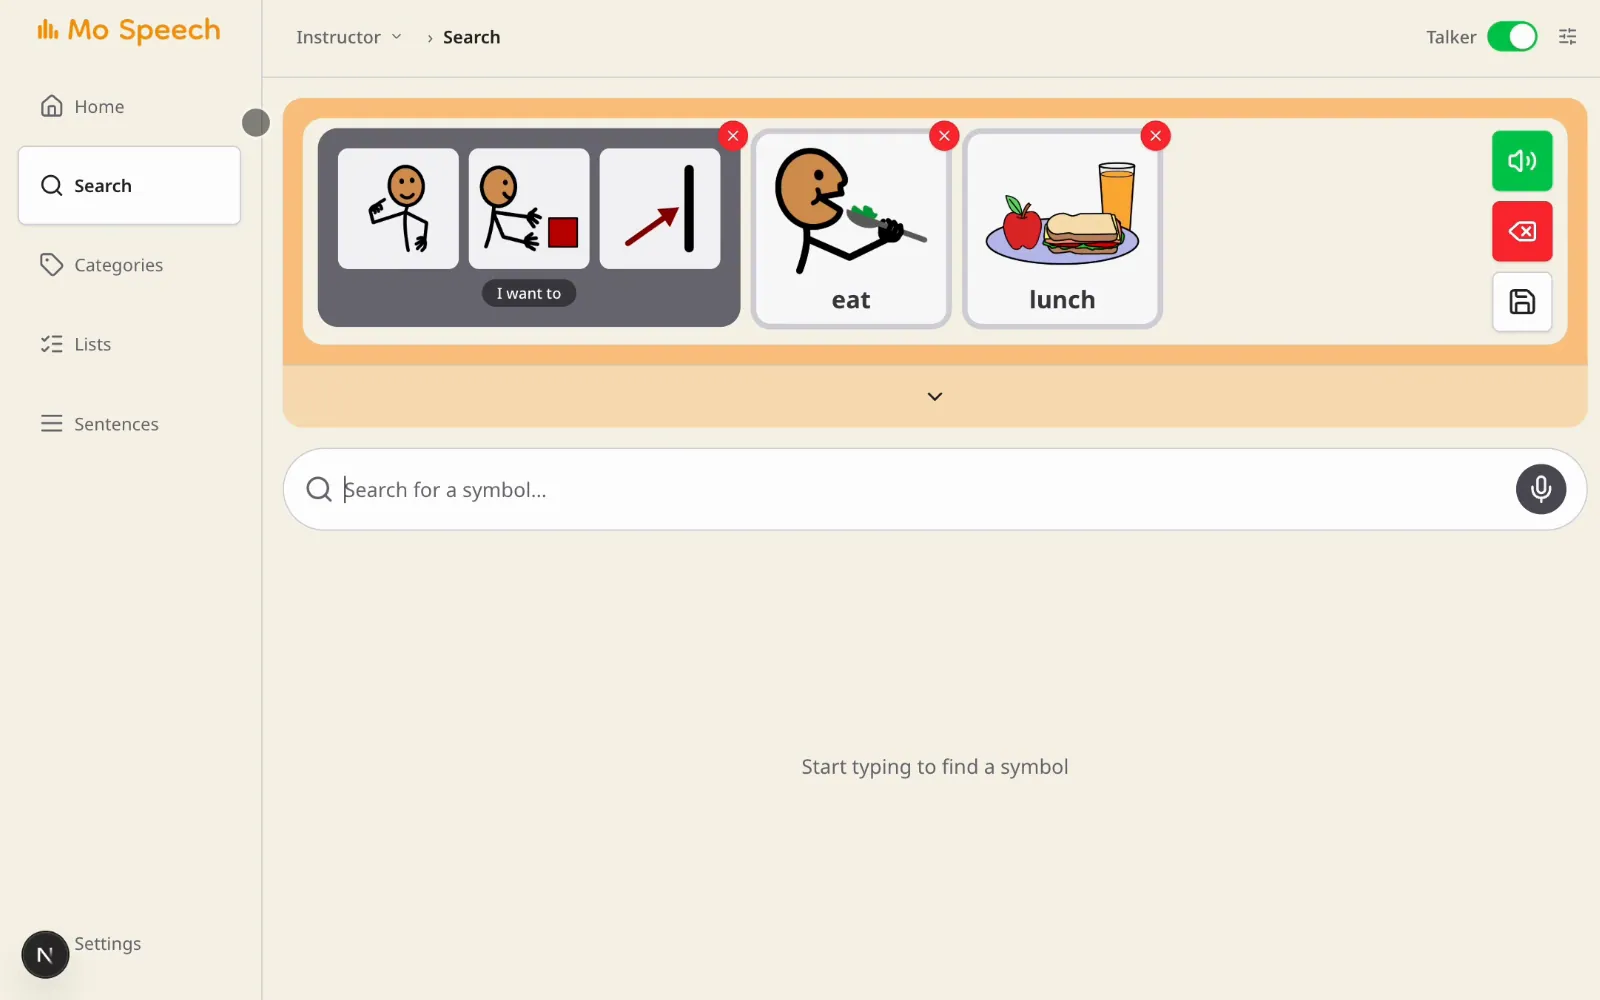 Mo Speech
Home
Search
Categories
Lists
Sentences
Settings
N
Instructor › Search
Talker
I want to
eat
lunch
Search for a symbol...
Start typing to find a symbol